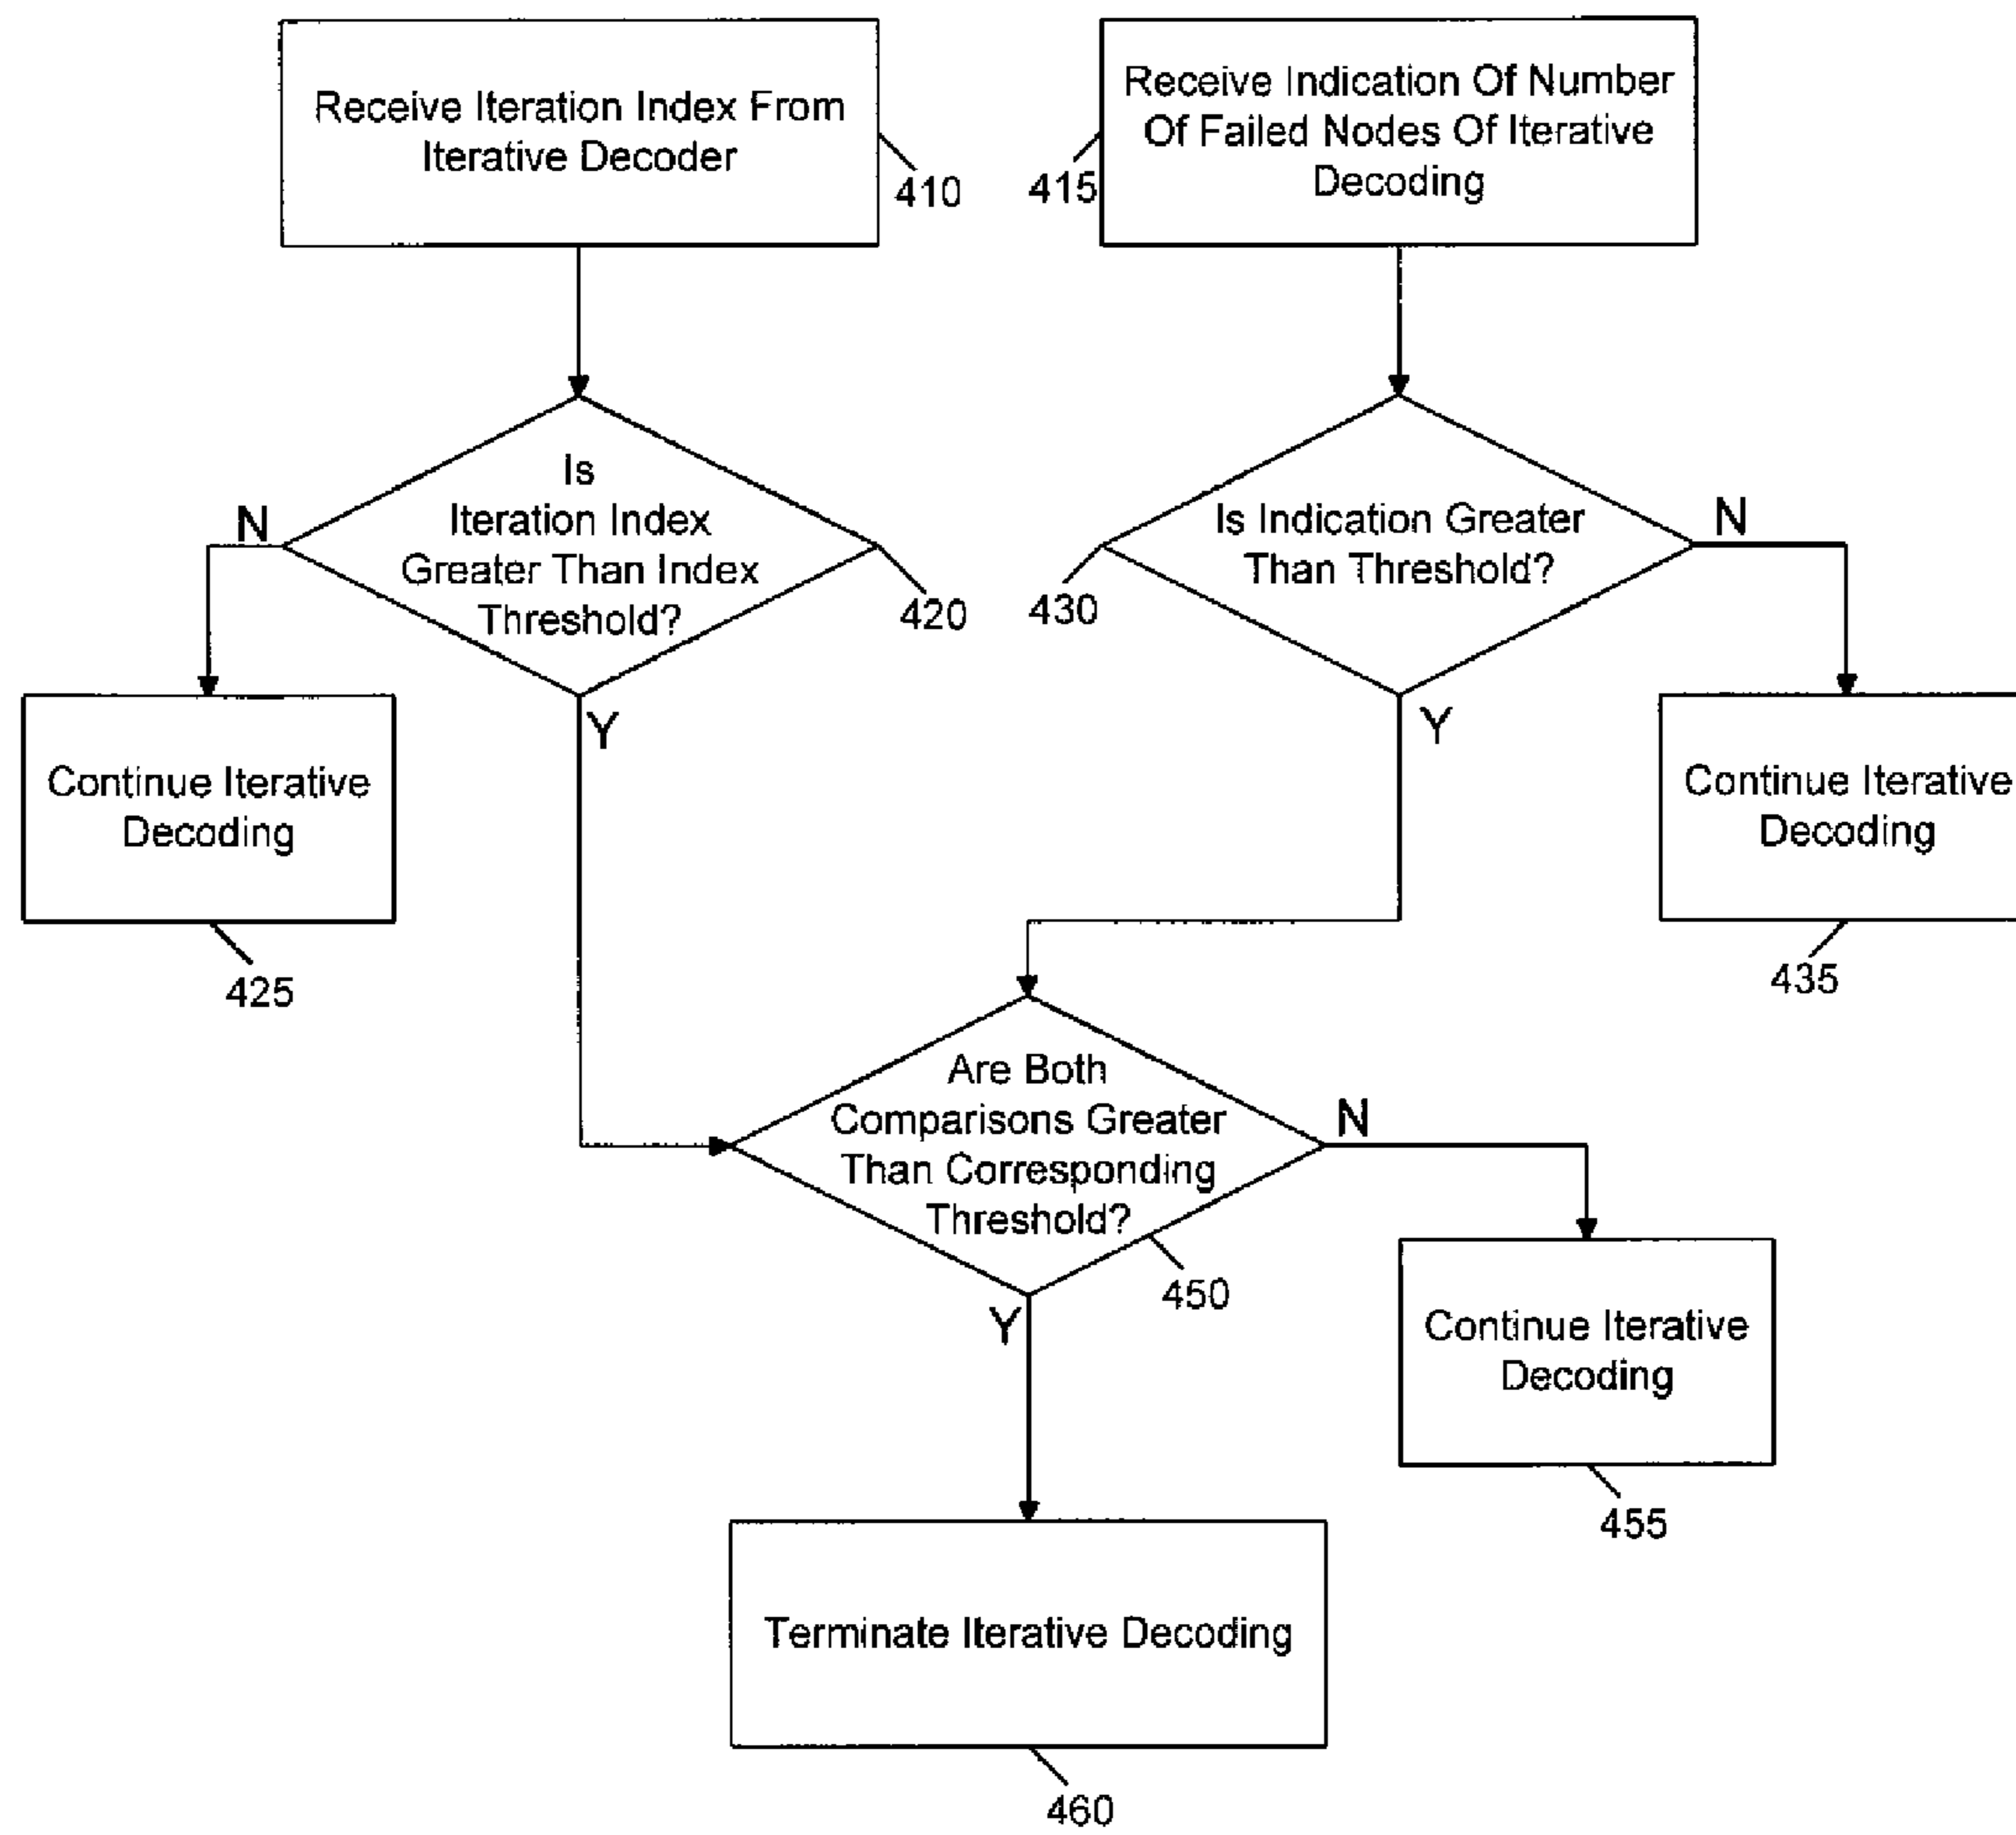 Receive Iteration Index From
Iterative Decoder
410
Receive Indication Of Number
Of Failed Nodes Of Iterative
Decoding
415
Is
Iteration Index
Greater Than Index
Threshold?
420
N
Y
Is Indication Greater
Than Threshold?
430
N
Y
Continue Iterative
Decoding
425
Continue Iterative
Decoding
435
Are Both
Comparisons Greater
Than Corresponding
Threshold?
450
N
Y
Continue Iterative
Decoding
455
Terminate Iterative Decoding
460